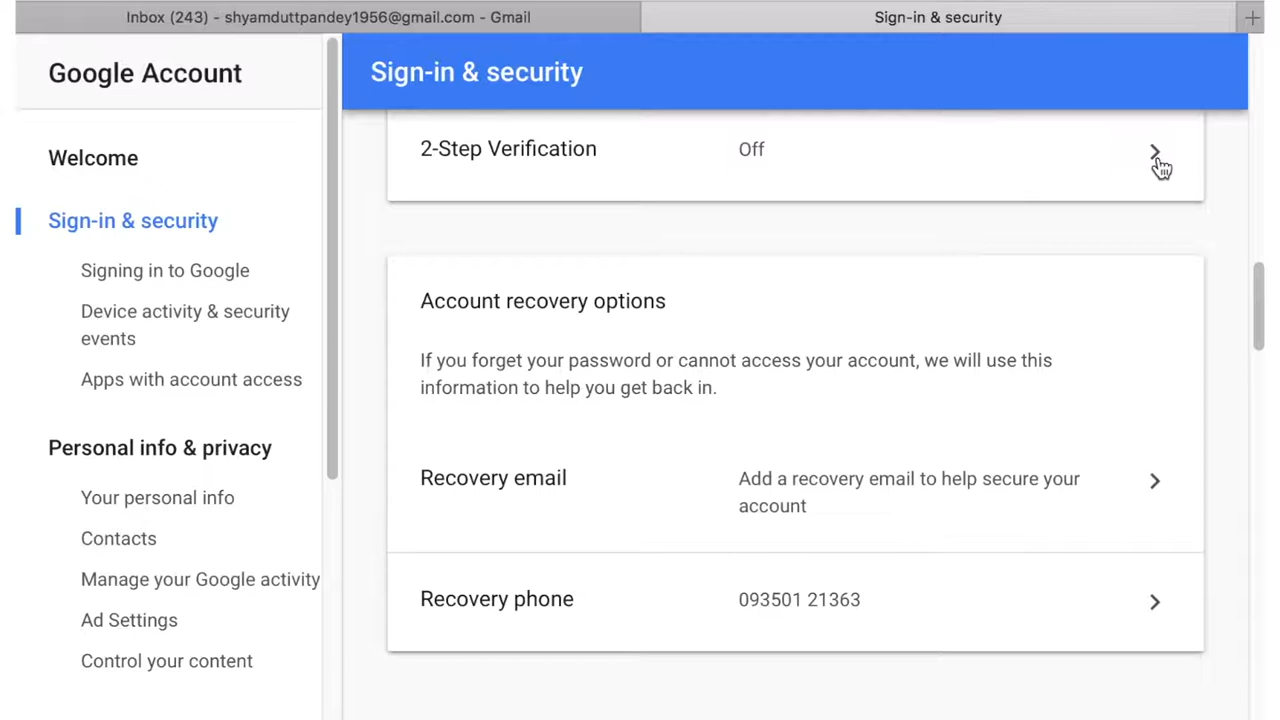 Inbox (243) - shyamduttpandey1956@gmail.com - Gmail
Sign-in & security
Google Account
Sign-in & security
Welcome
Sign-in & security
Signing in to Google
Device activity & security
events
Apps with account access
Personal info & privacy
Your personal info
Contacts
Manage your Google activity
Ad Settings
Control your content
2-Step Verification
Off
Account recovery options
If you forget your password or cannot access your account, we will use this
information to help you get back in.
Recovery email
Add a recovery email to help secure your
account
Recovery phone
093501 21363